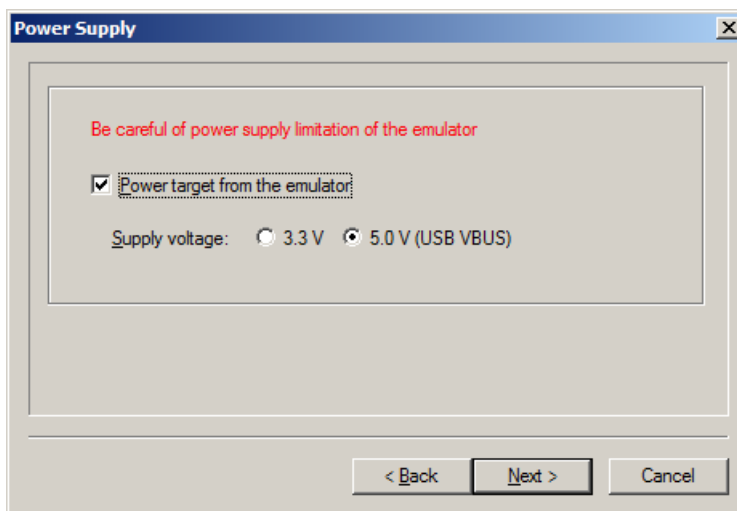 Power Supply
Be careful of power supply limitation of the emulator
Power target from the emulator
Supply voltage: 3.3 V 5.0 V (USB VBUS)
< Back Next > Cancel